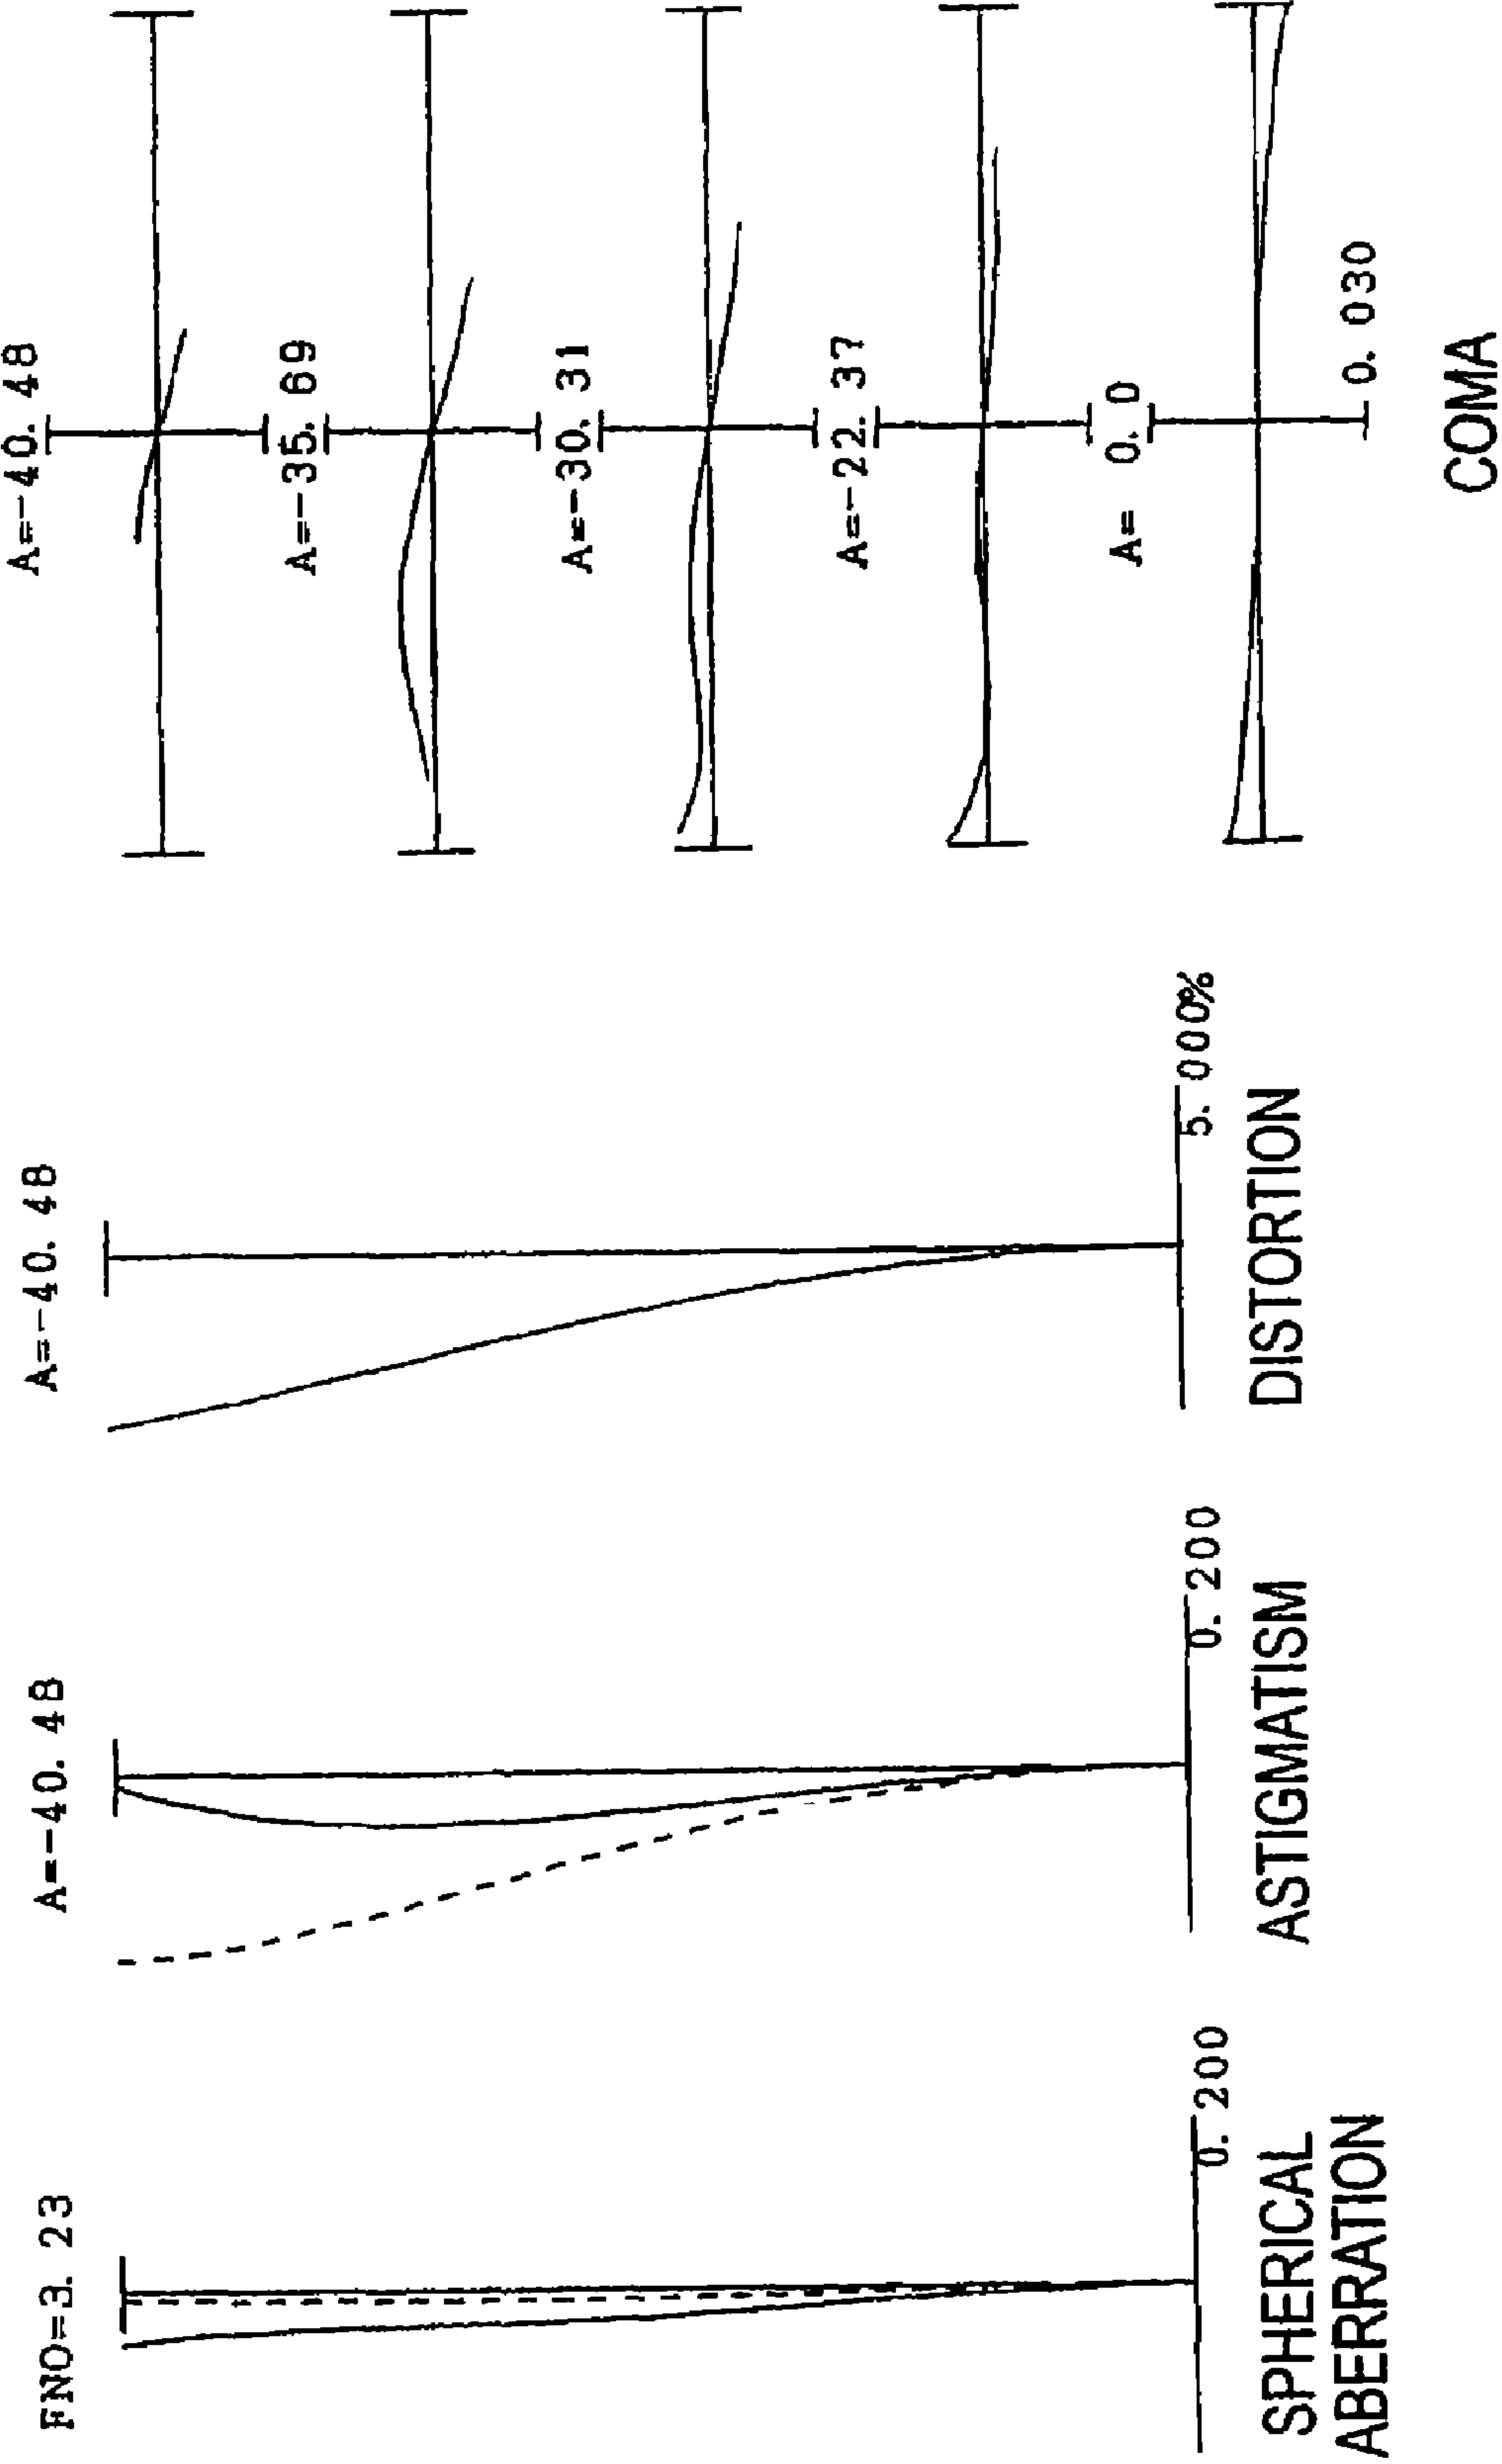 FNO=3. 23
0. 200
SPHERICAL
ABERRATION
A=-40. 48
0. 200
ASTIGMATISM
A=-40. 48
5. 000%
DISTORTION
A=-40. 48
A=-35. 69
A=-30. 31
A=-22. 37
A= 0. 0
0. 030
COMA